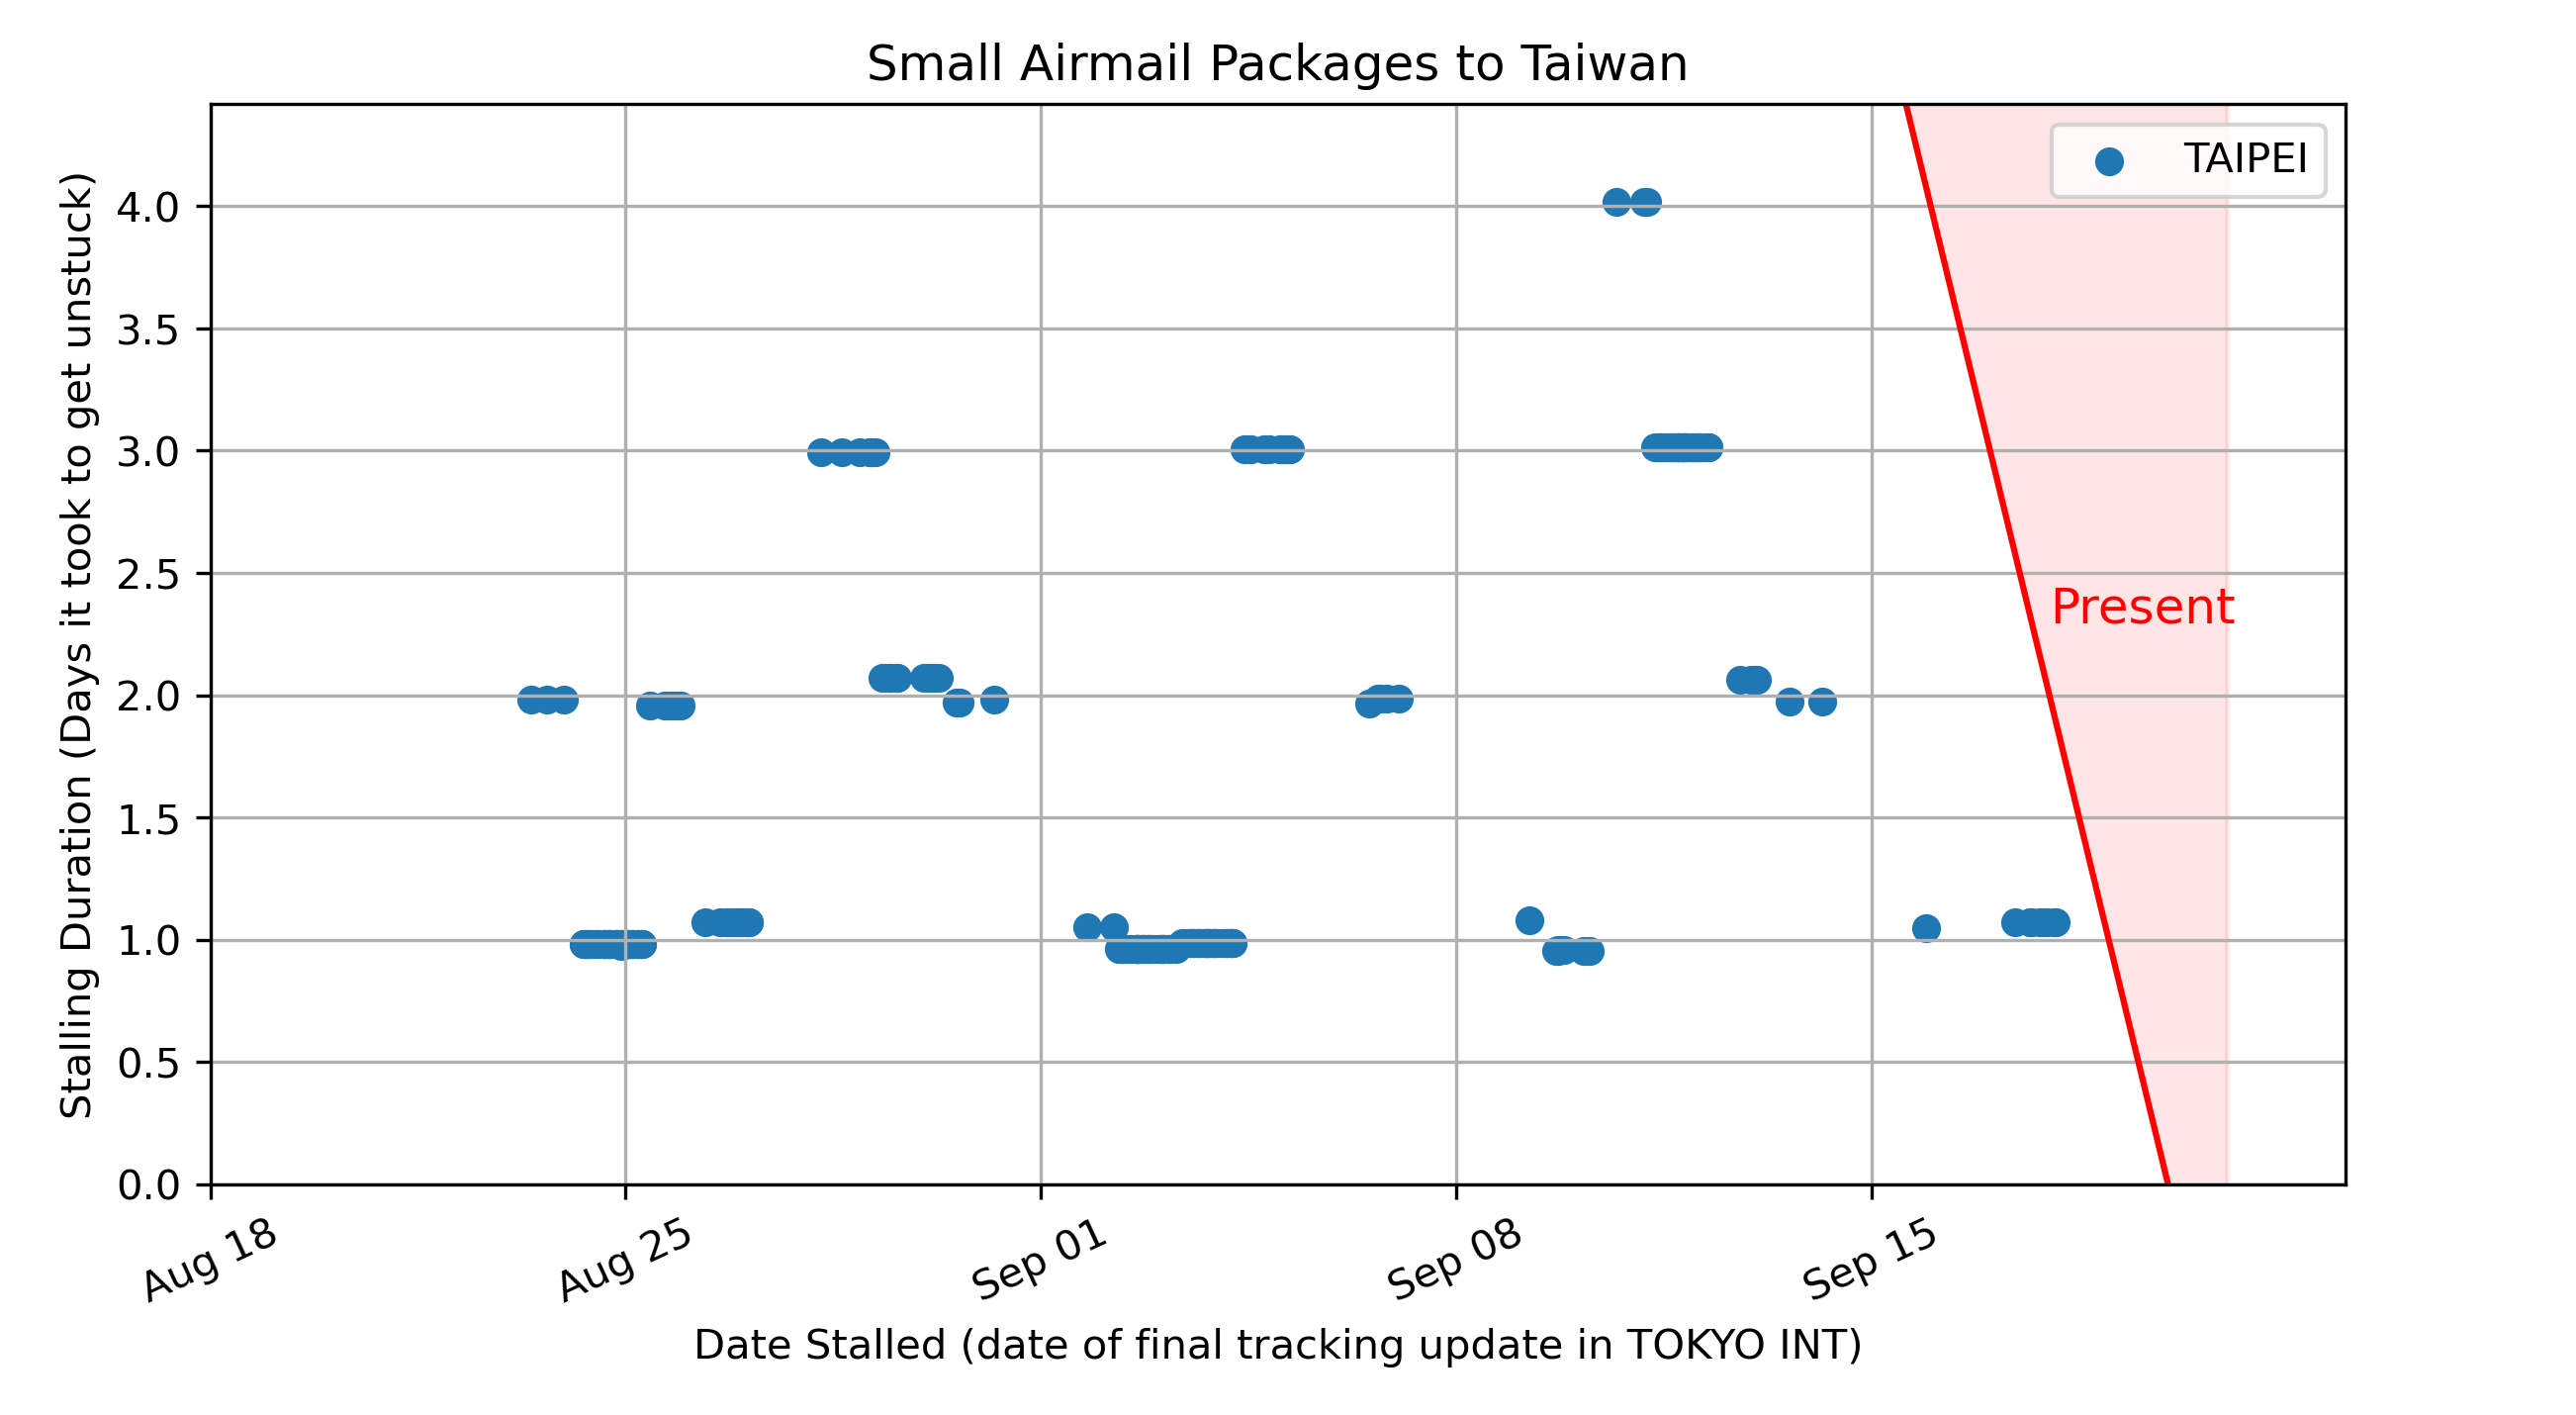 Small Airmail Packages to Taiwan
TAIPEI
Stalling Duration (Days it took to get unstuck)
4.0
3.5
3.0
2.5
2.0
1.5
1.0
0.5
0.0
Present
Aug 18
Aug 25
Sep 01
Sep 08
Sep 15
Date Stalled (date of final tracking update in TOKYO INT)